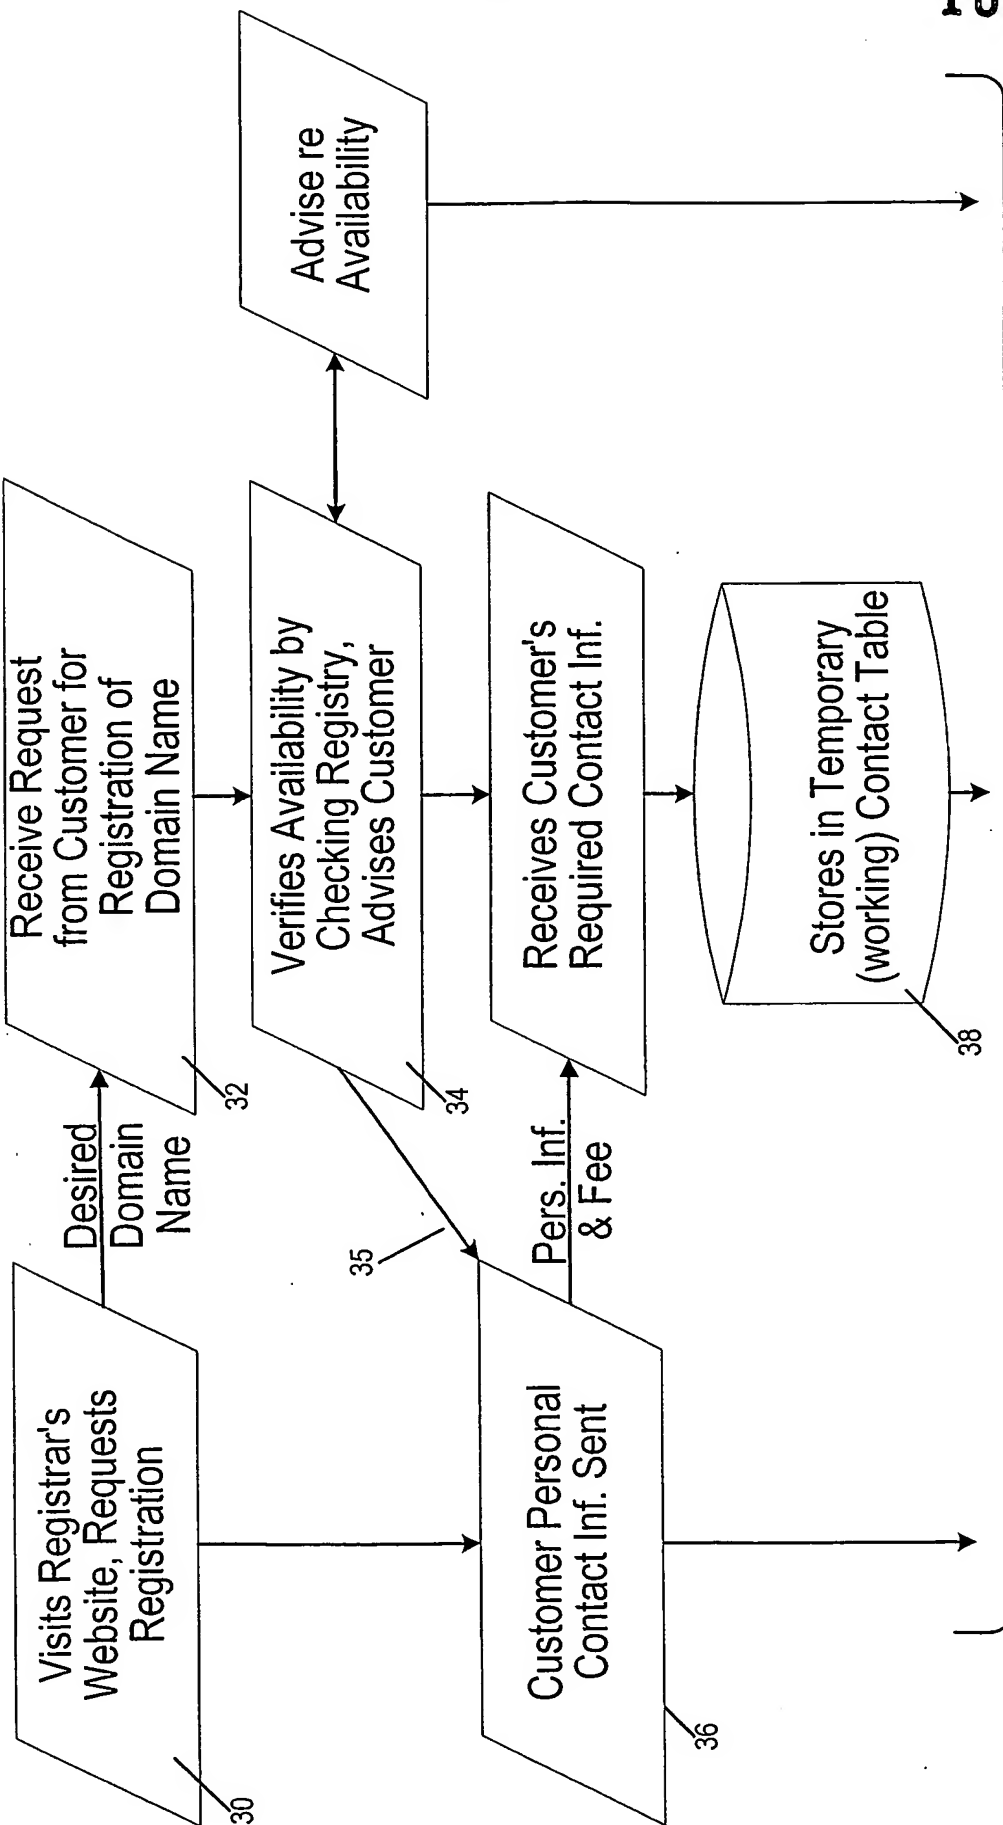 Visits Registrar's
Website, Requests
Registration
30
Desired
Domain
Name
Receive Request
from Customer for
Registration of
Domain Name
32
Verifies Availability by
Checking Registry,
Advises Customer
34
Advise re
Availability
35
Customer Personal
Contact Inf. Sent
36
Pers. Inf.
& Fee
Receives Customer's
Required Contact Inf.
Stores in Temporary
(working) Contact Table
38